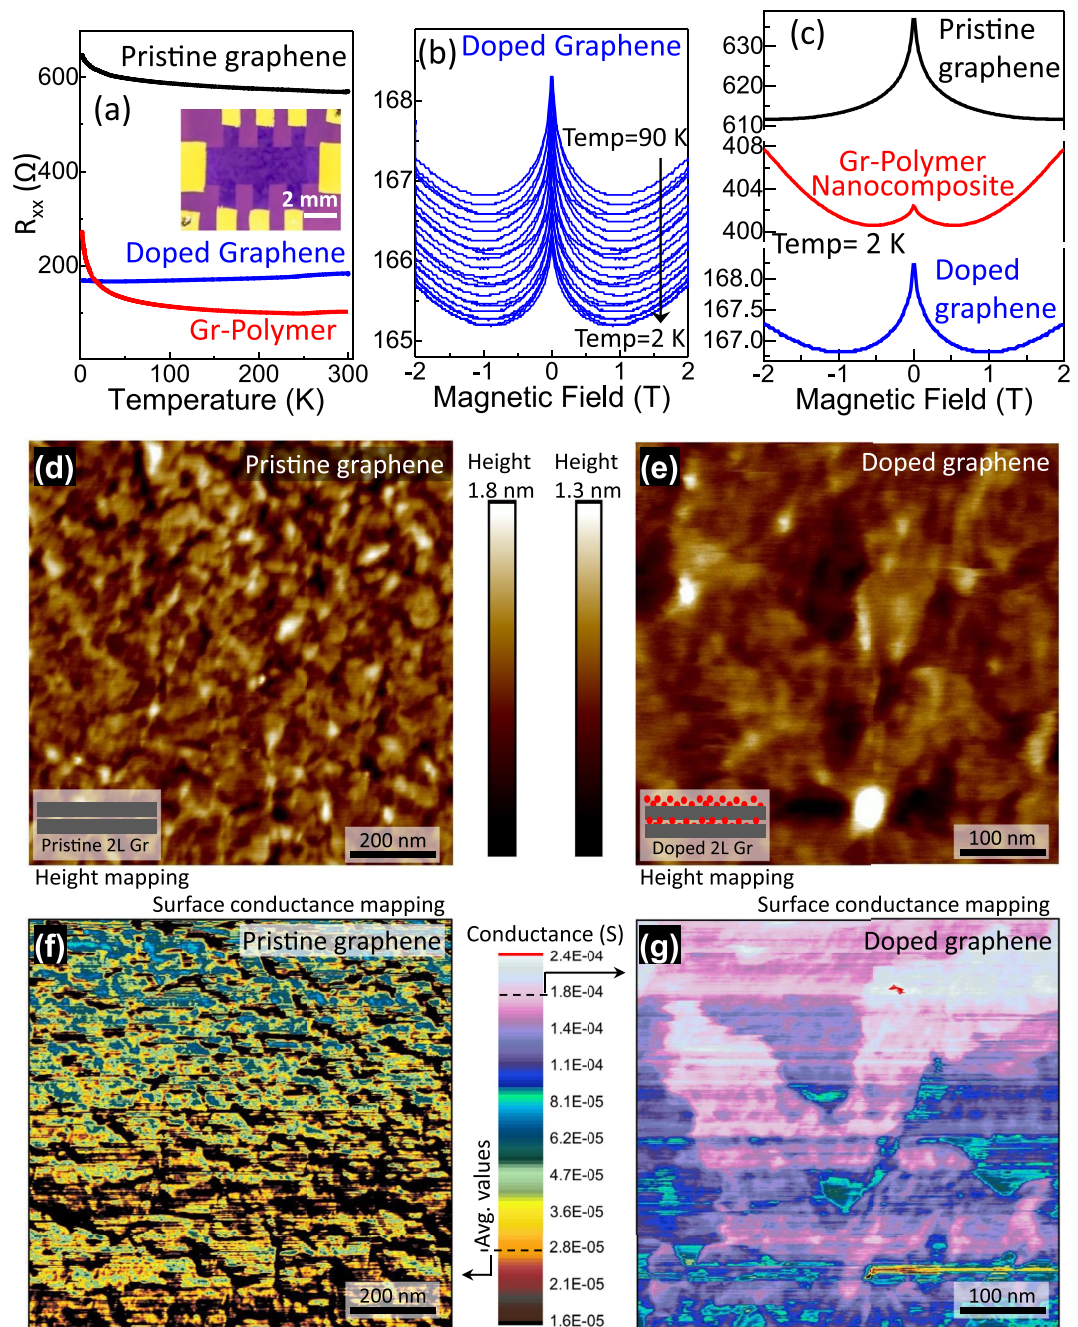 Pristine graphene
600
(a)
400
2 mm
Rxx (Ω)
Doped Graphene
200
Gr-Polymer
0
100
200
300
Temperature (K)
(b)
Doped Graphene
168
Temp=90 K
167
166
Temp=2 K
165
-2
-1
0
1
2
Magnetic Field (T)
(c)
Pristine
graphene
630
620
610
408
Gr-Polymer
Nanocomposite
404
400
Temp= 2 K
168.0
Doped
graphene
167.5
167.0
-2
-1
0
1
2
Magnetic Field (T)
(d)
Pristine graphene
Pristine 2L Gr
200 nm
Height mapping
Height
1.8 nm
Height
1.3 nm
(e)
Doped graphene
Doped 2L Gr
100 nm
Height mapping
Surface conductance mapping
(f)
Pristine graphene
200 nm
Conductance (S)
2.4E-04
1.8E-04
1.4E-04
1.1E-04
8.1E-05
6.2E-05
4.7E-05
3.6E-05
2.8E-05
2.1E-05
1.6E-05
Avg. values
Surface conductance mapping
(g)
Doped graphene
100 nm